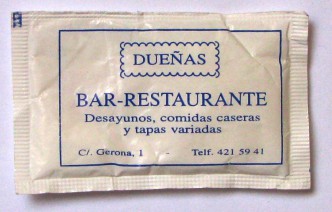 DUEÑAS
BAR-RESTAURANTE
Desayunos, comidas caseras
y tapas variadas
C/. Gerona, 1 - Telf. 421 59 41